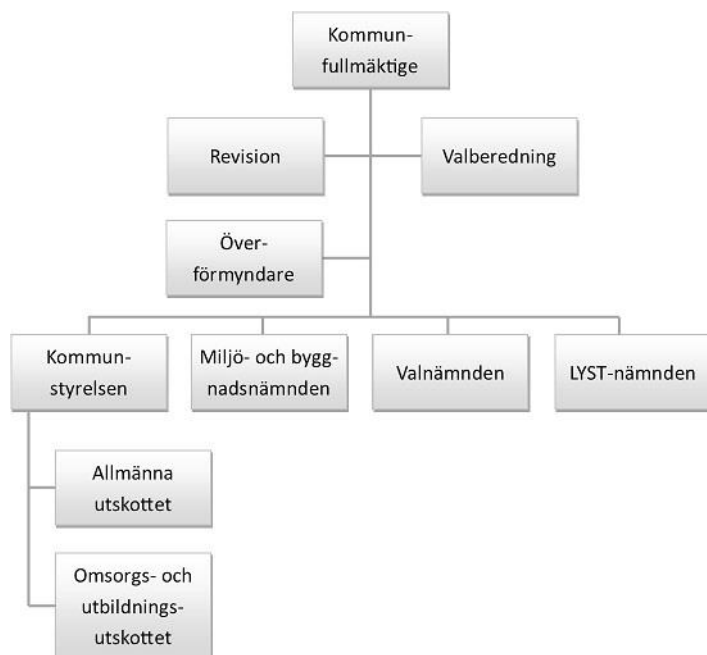 Kommun-
fullmäktige
Revision
Valberedning
Över-
förmyndare
Kommun-
styrelsen
Miljö- och bygg-
nadsnämnden
Valnämnden
LYST-nämnden
Allmänna
utskottet
Omsorgs- och
utbildnings-
utskottet